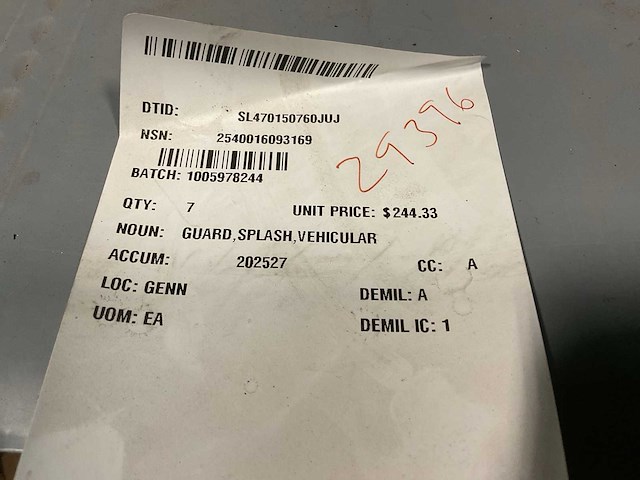 DTID: SL470150760JUJ
NSN: 2540016093169
29396
BATCH: 1005978244
QTY: 7 UNIT PRICE: $244.33
NOUN: GUARD,SPLASH,VEHICULAR
ACCUM: 202527 CC: A
LOC: GENN DEMIL: A
UOM: EA DEMIL IC: 1